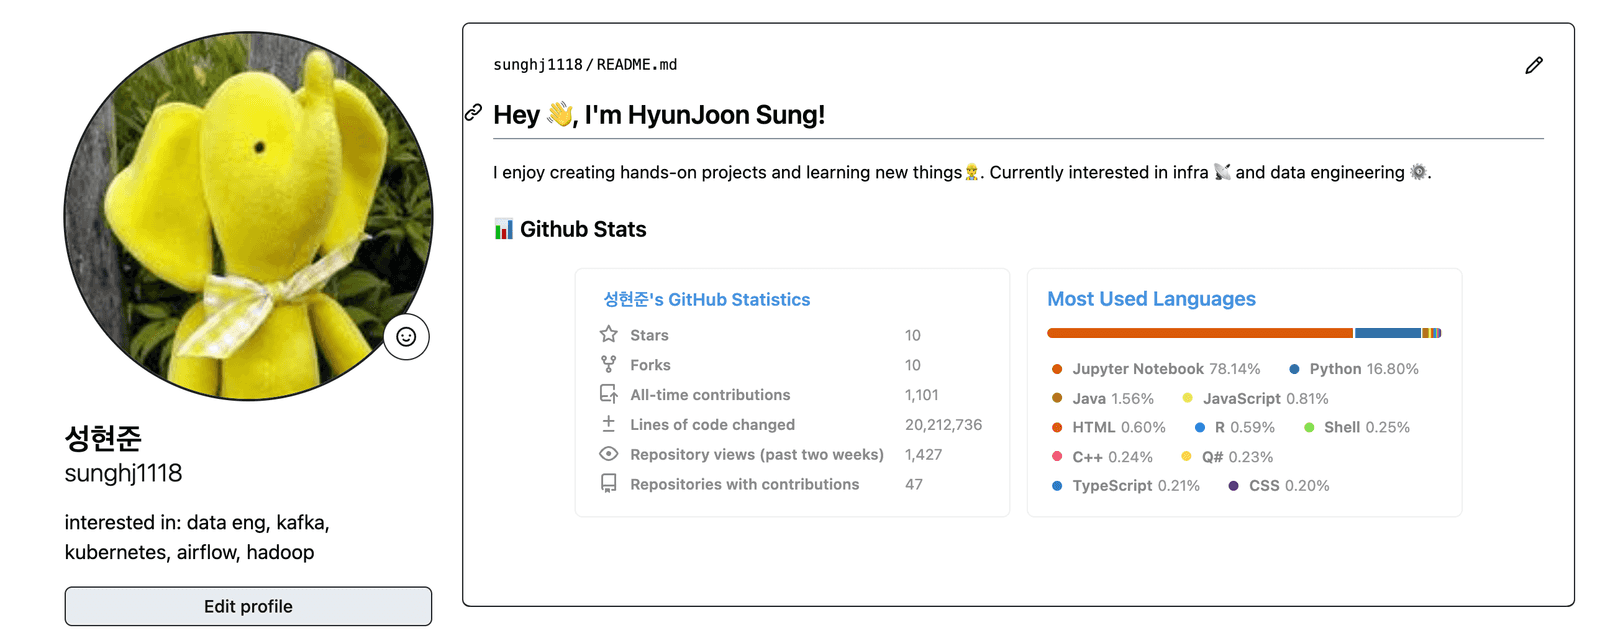 성현준
sunghj1118
interested in: data eng, kafka,
kubernetes, airflow, hadoop
Edit profile
sunghj1118/README.md
Hey 👋, I'm HyunJoon Sung!
I enjoy creating hands-on projects and learning new things👷. Currently interested in infra 📡 and data engineering ⚙️.
📊 Github Stats
성현준's GitHub Statistics
Stars 10
Forks 10
All-time contributions 1,101
Lines of code changed 20,212,736
Repository views (past two weeks) 1,427
Repositories with contributions 47
Most Used Languages
Jupyter Notebook 78.14% Python 16.80%
Java 1.56% JavaScript 0.81%
HTML 0.60% R 0.59% Shell 0.25%
C++ 0.24% Q# 0.23%
TypeScript 0.21% CSS 0.20%